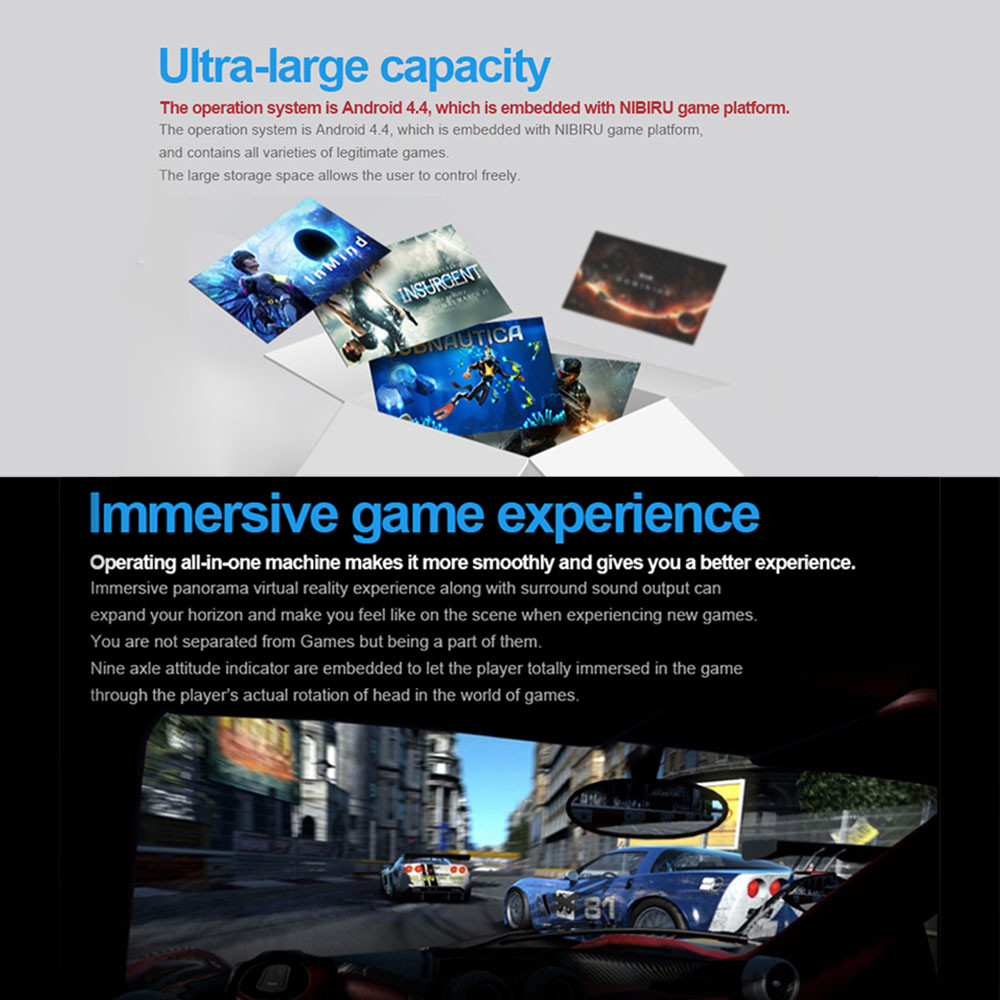 Ultra-large capacity
The operation system is Android 4.4, which is embedded with NIBIRU game platform.
The operation system is Android 4.4, which is embedded with NIBIRU game platform,
and contains all varieties of legitimate games.
The large storage space allows the user to control freely.
InMind
INSURGENT
SUBNAUTICA
Immersive game experience
Operating all-in-one machine makes it more smoothly and gives you a better experience.
Immersive panorama virtual reality experience along with surround sound output can
expand your horizon and make you feel like on the scene when experiencing new games.
You are not separated from Games but being a part of them.
Nine axle attitude indicator are embedded to let the player totally immersed in the game
through the player's actual rotation of head in the world of games.
81